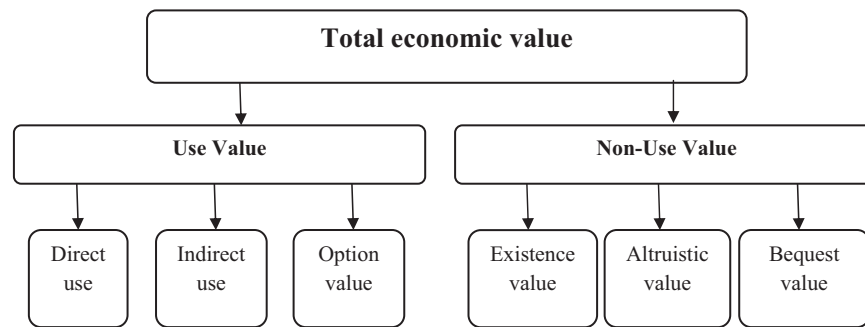 Total economic value
Use Value
Non-Use Value
Direct
use
Indirect
use
Option
value
Existence
value
Altruistic
value
Bequest
value